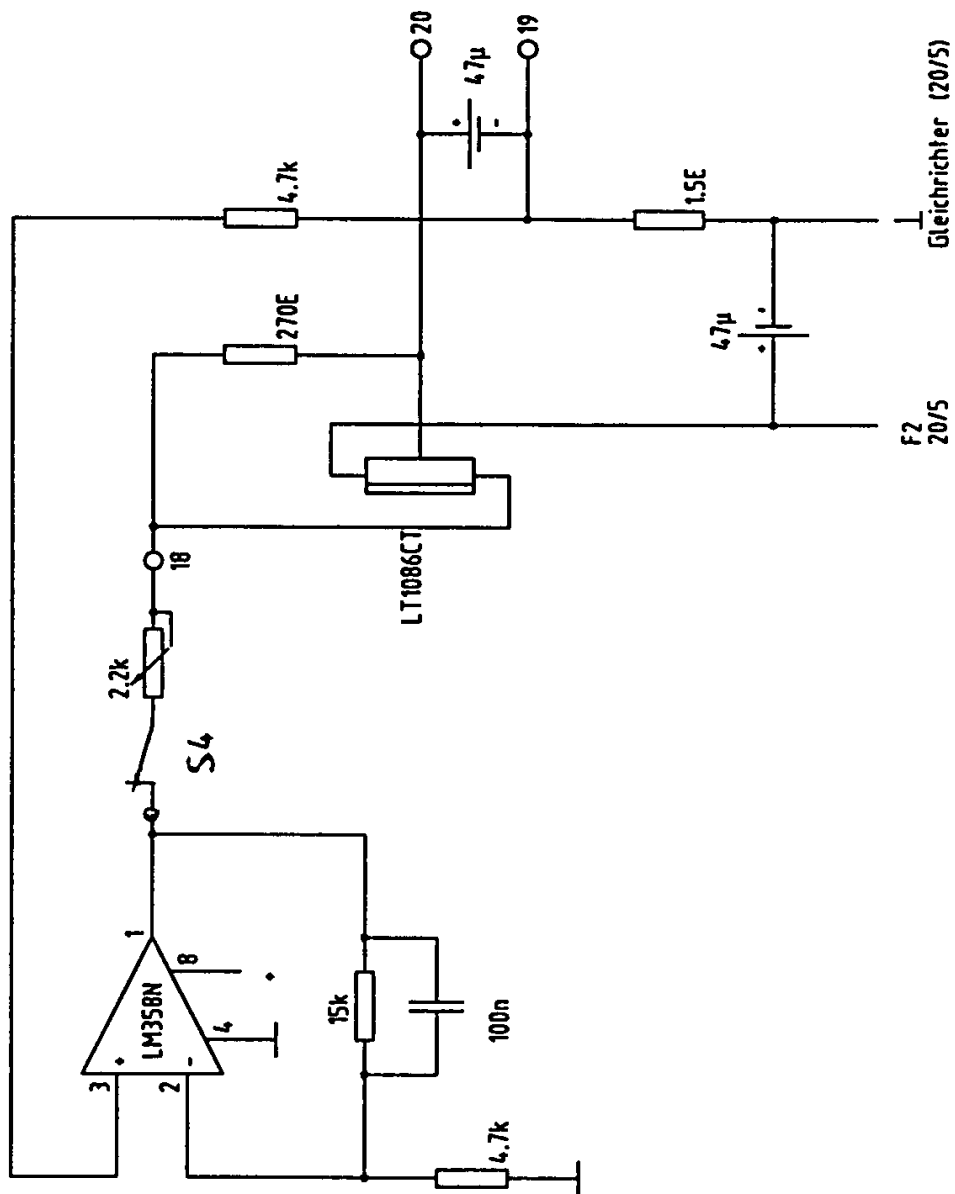 20
19
47µ
+
-
4.7k
1.5E
Gleichrichter (20/5)
270E
47µ
+
-
F2
20/5
LT1086CT
18
2.2k
S4
1
8
+
LM358N
4
+
-
3
2
15k
100n
4.7k